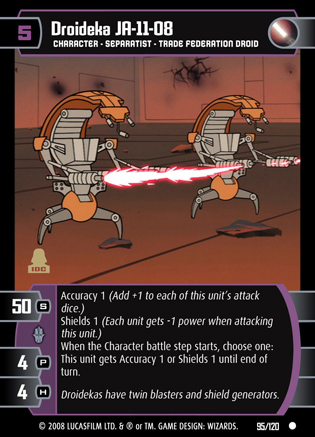 S
Droideka JA-11-08
CHARACTER • SEPARATIST • TRADE FEDERATION DROID
IDC
50 S
4 P
4 H
Accuracy 1 (Add +1 to each of this unit's attack
dice.)
Shields 1 (Each unit gets -1 power when attacking
this unit.)
When the Character battle step starts, choose one:
This unit gets Accuracy 1 or Shields 1 until end of
turn.
Droidekas have twin blasters and shield generators.
© 2008 LUCASFILM LTD. & ® or TM. GAME DESIGN: WIZARDS.
95/120